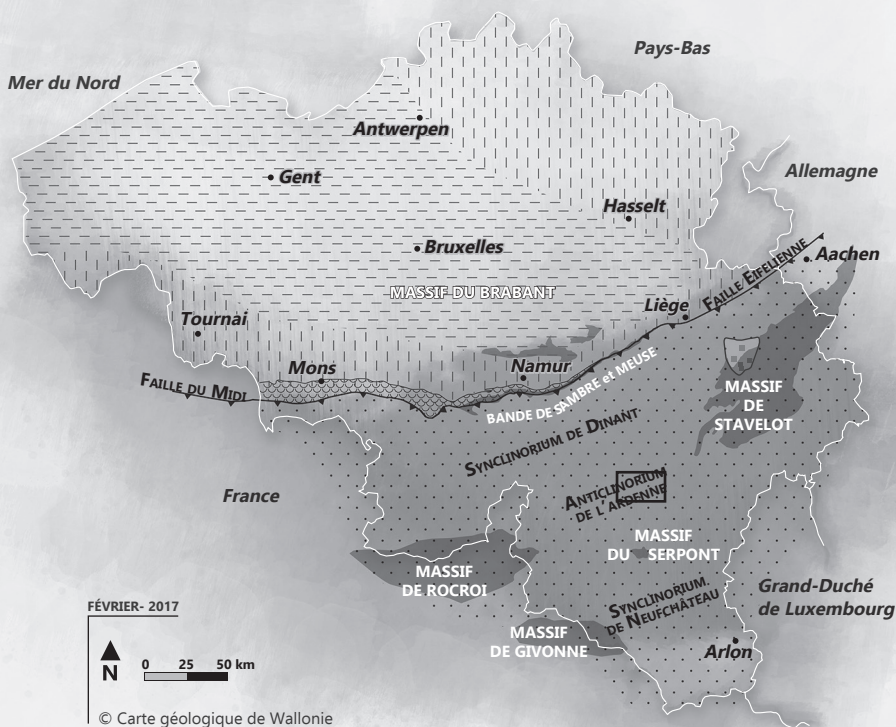 Pays-Bas
Mer du Nord
Antwerpen
Allemagne
Gent
Hasselt
Bruxelles
Aachen
FAILLE EIFELIENNE
MASSIF DU BRABANT
Liège
Tournai
Mons
Namur
FAILLE DU MIDI
BANDE DE SAMBRE et MEUSE
MASSIF
DE
STAVELOT
SYNCLINORIUM DE DINANT
France
ANTICLINORIUM
DE L'ARDENNE
MASSIF
DU SERPONT
MASSIF
DE ROCROI
SYNCLINORIUM
DE NEUFCHÂTEAU
Grand-Duché
de Luxembourg
MASSIF
DE GIVONNE
Arlon
FÉVRIER- 2017
N
0 25 50 km
© Carte géologique de Wallonie